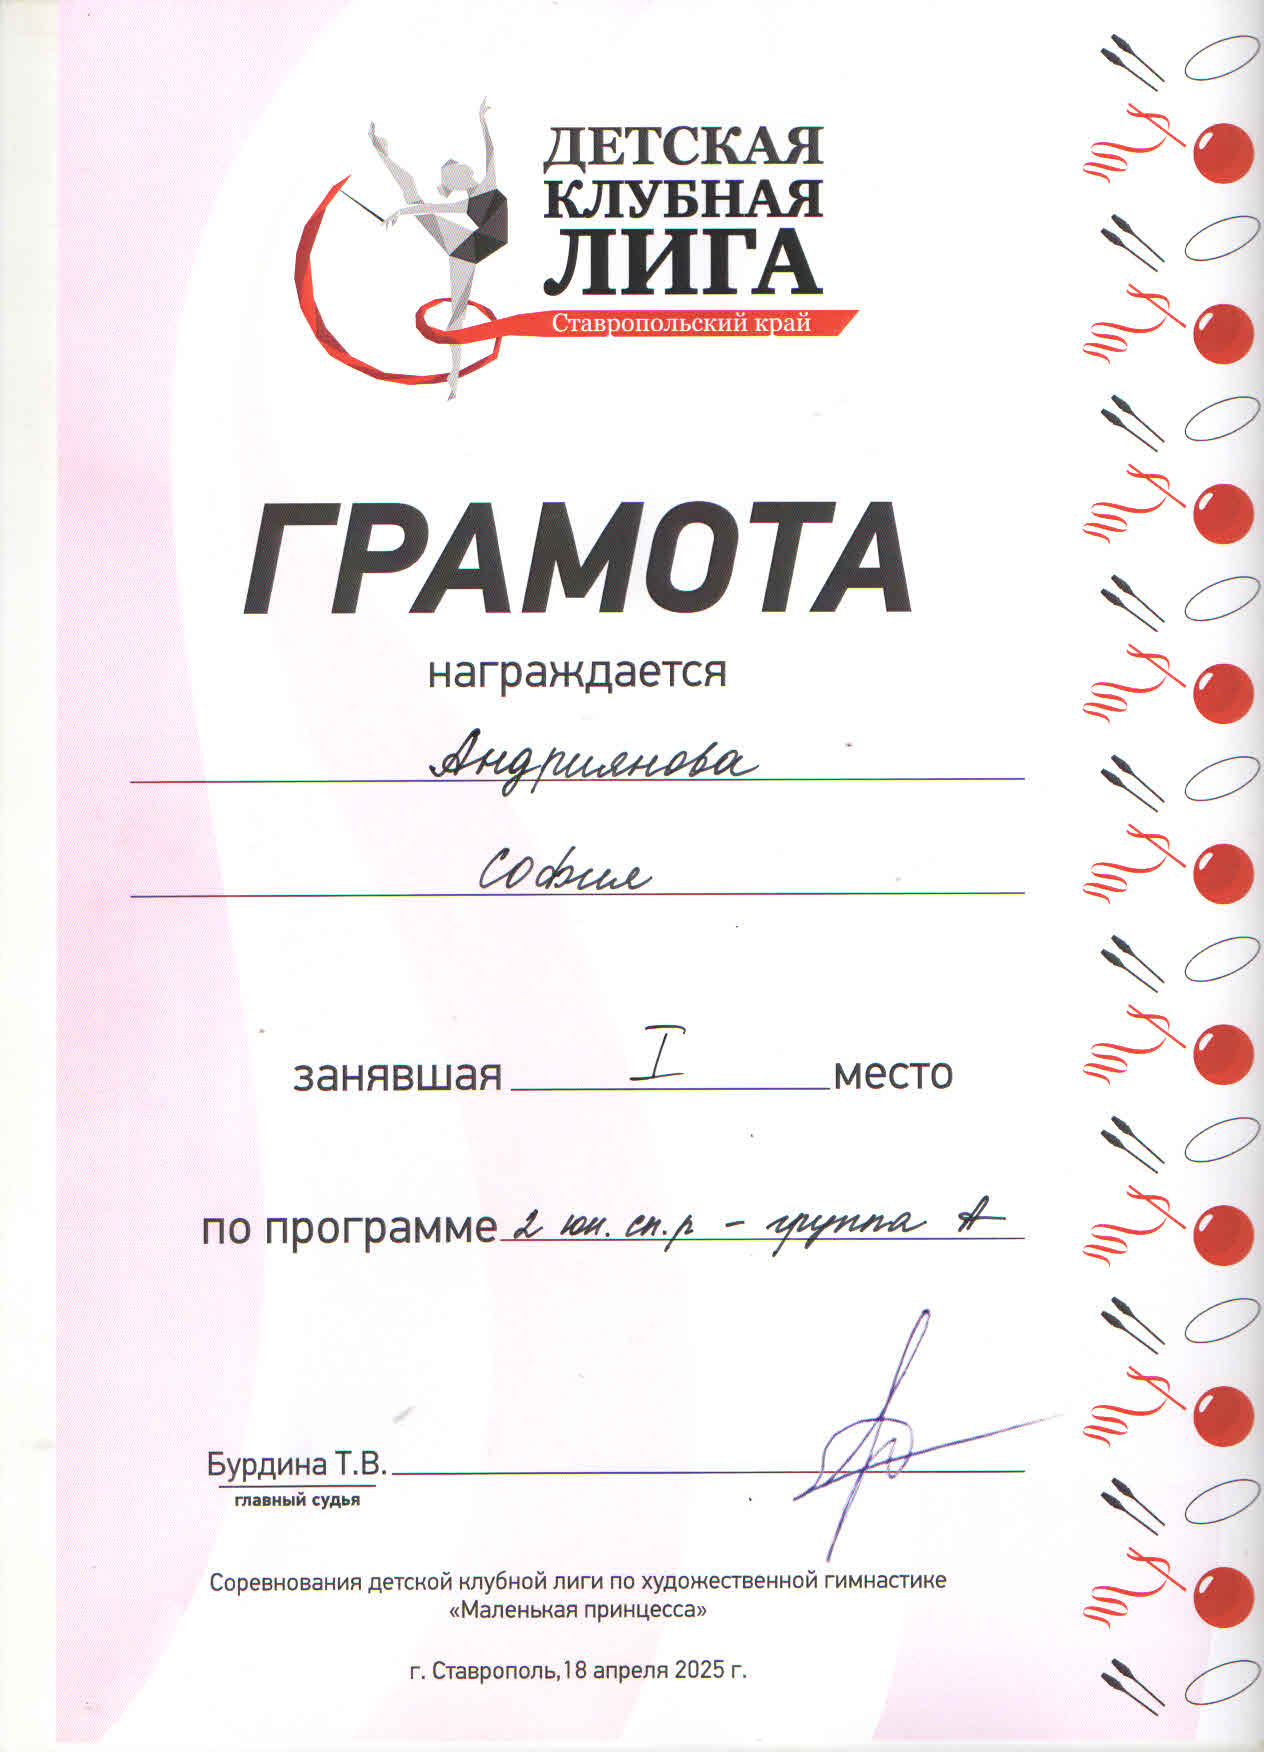 ДЕТСКАЯ
КЛУБНАЯ
ЛИГА
Ставропольский край
ГРАМОТА
награждается
Андриянова
София
занявшая I место
по программе 2 юн. сп.р - группа А
Бурдина Т.В.
главный судья
Соревнования детской клубной лиги по художественной гимнастике
«Маленькая принцесса»
г. Ставрополь,18 апреля 2025 г.